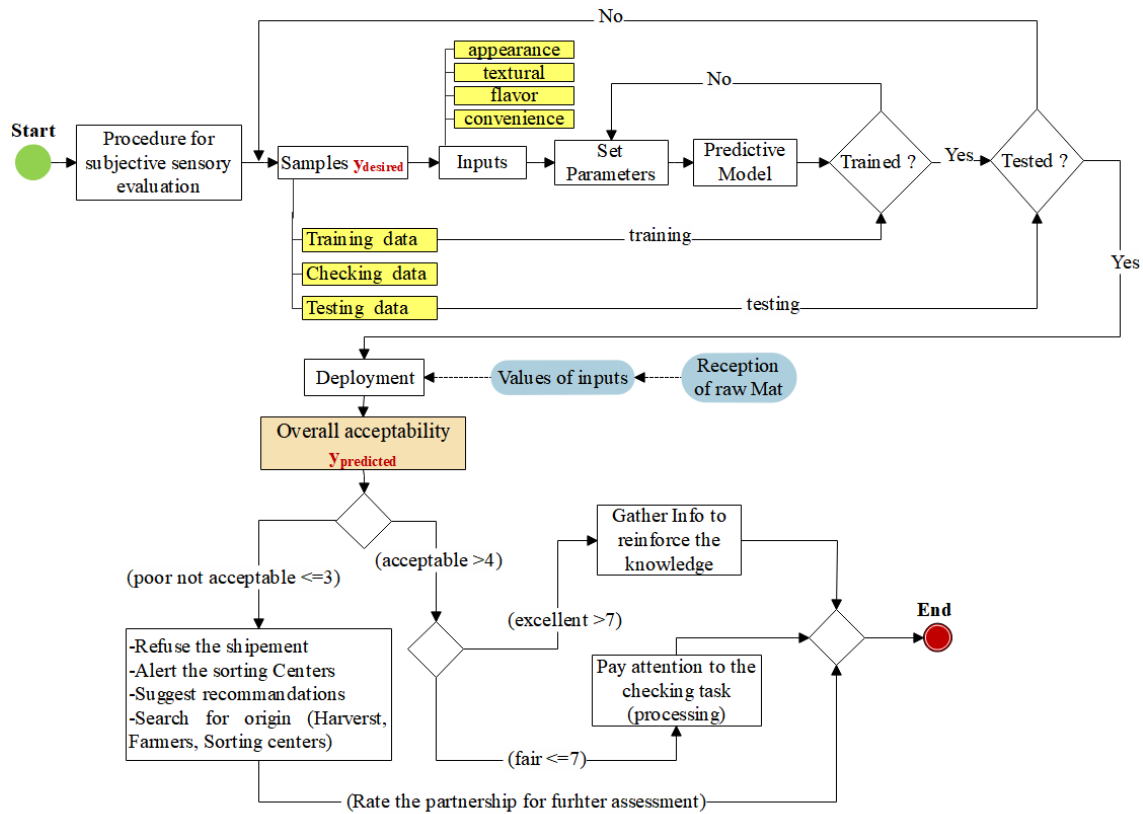 No
appearance
textural
flavor
convenience
No
Start
Procedure for
subjective sensory
evaluation
Samples ydesired
Inputs
Set
Parameters
Predictive
Model
Trained ?
Yes
Tested ?
Training data
training
Checking data
Testing data
testing
Yes
Deployment
Values of inputs
Reception
of raw Mat
Overall acceptability
ypredicted
Gather Info to
reinforce the
knowledge
(acceptable >4)
(poor not acceptable <=3)
(excellent >7)
End
-Refuse the shipement
-Alert the sorting Centers
-Suggest recommandations
-Search for origin (Harverst,
Farmers, Sorting centers)
Pay attention to the
checking task
(processing)
(fair <=7)
(Rate the partnership for furhter assessment)